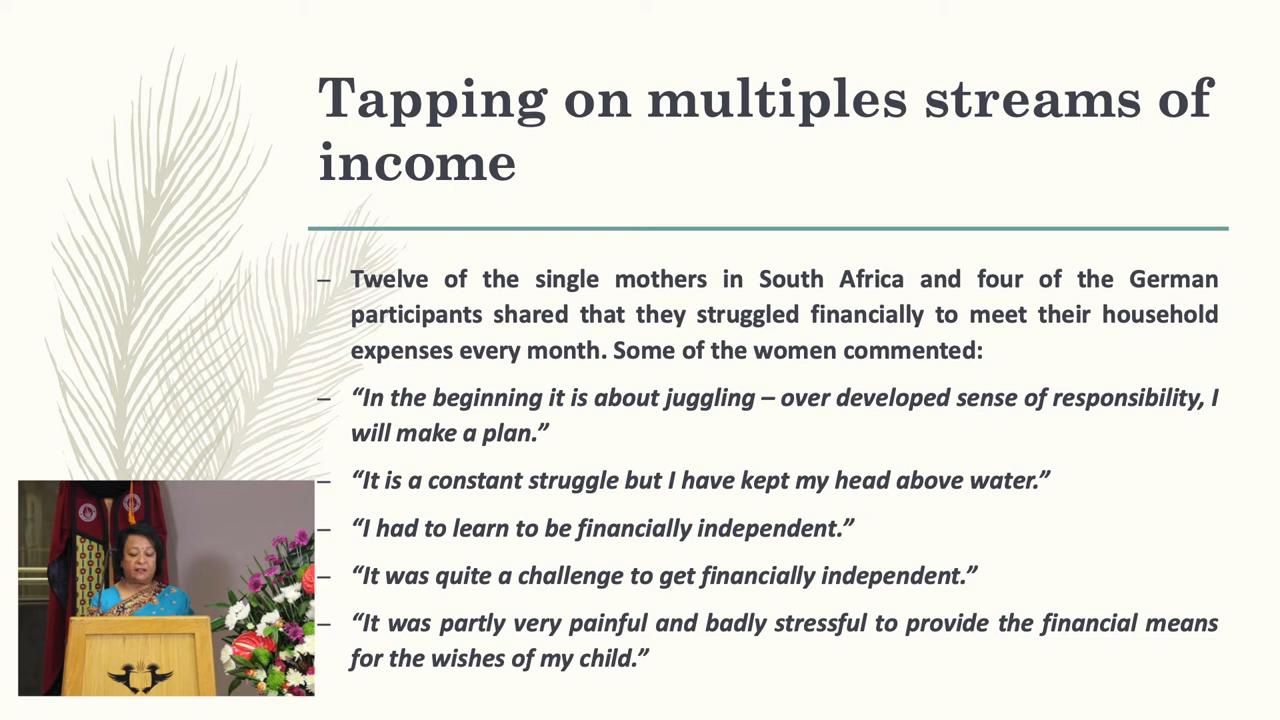 Tapping on multiples streams of
income
– Twelve of the single mothers in South Africa and four of the German
participants shared that they struggled financially to meet their household
expenses every month. Some of the women commented:
– “In the beginning it is about juggling – over developed sense of responsibility, I
will make a plan.”
– “It is a constant struggle but I have kept my head above water.”
– “I had to learn to be financially independent.”
– “It was quite a challenge to get financially independent.”
– “It was partly very painful and badly stressful to provide the financial means
for the wishes of my child.”